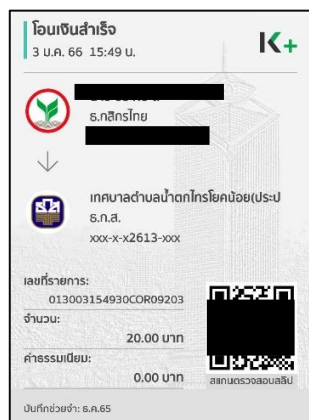 โอนเงินสำเร็จ
3 ม.ค. 66 15:49 น.
K+
ธ.กสิกรไทย
เทศบาลตำบลน้ำตกไทรโยคน้อย(ประป
ธ.ก.ส.
xxx-x-x2613-xxx
เลขที่รายการ:
013003154930COR09203
จำนวน:
20.00 บาท
ค่าธรรมเนียม:
0.00 บาท
สแกนตรวจสอบสลิป
บันทึกช่วยจำ: ธ.ค.65